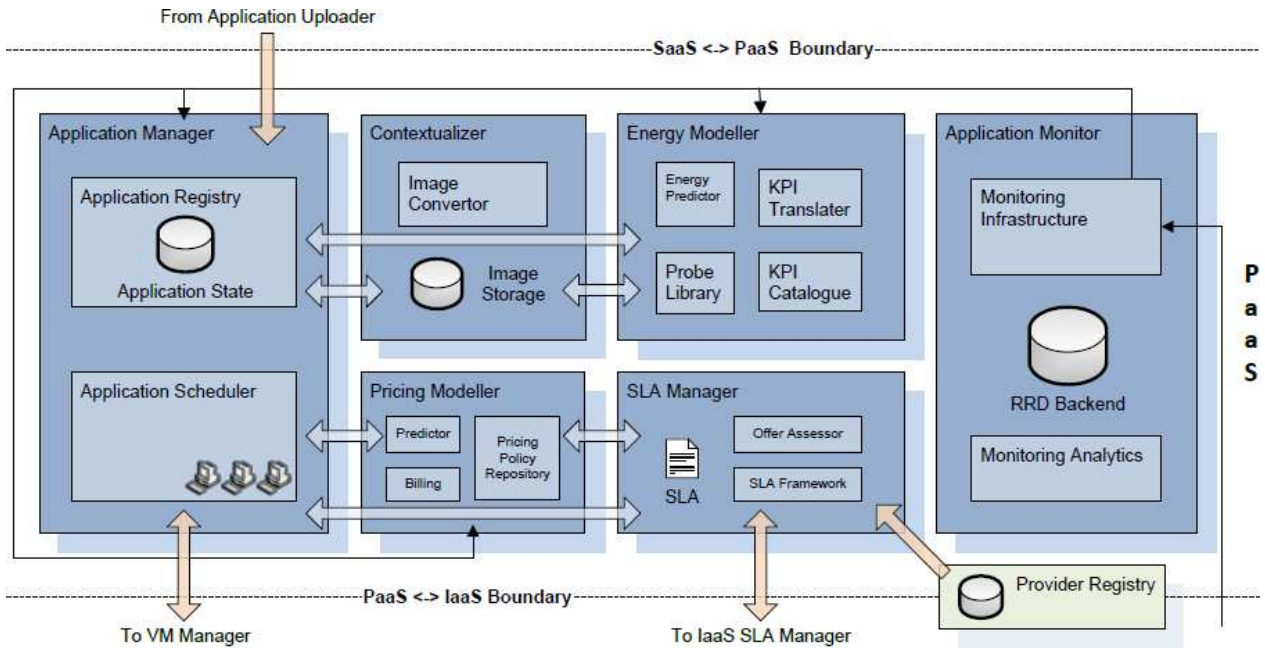 From Application Uploader
SaaS <-> PaaS Boundary
Application Manager
Application Registry
Application State
Application Scheduler
Contextualizer
Image
Convertor
Image
Storage
Energy Modeller
Energy
Predictor
KPI
Translater
Probe
Library
KPI
Catalogue
Application Monitor
Monitoring
Infrastructure
RRD Backend
Monitoring Analytics
Pricing Modeller
Predictor
Billing
Pricing
Policy
Repository
SLA Manager
SLA
Offer Assessor
SLA Framework
P
a
a
S
Provider Registry
PaaS <-> IaaS Boundary
To VM Manager
To IaaS SLA Manager